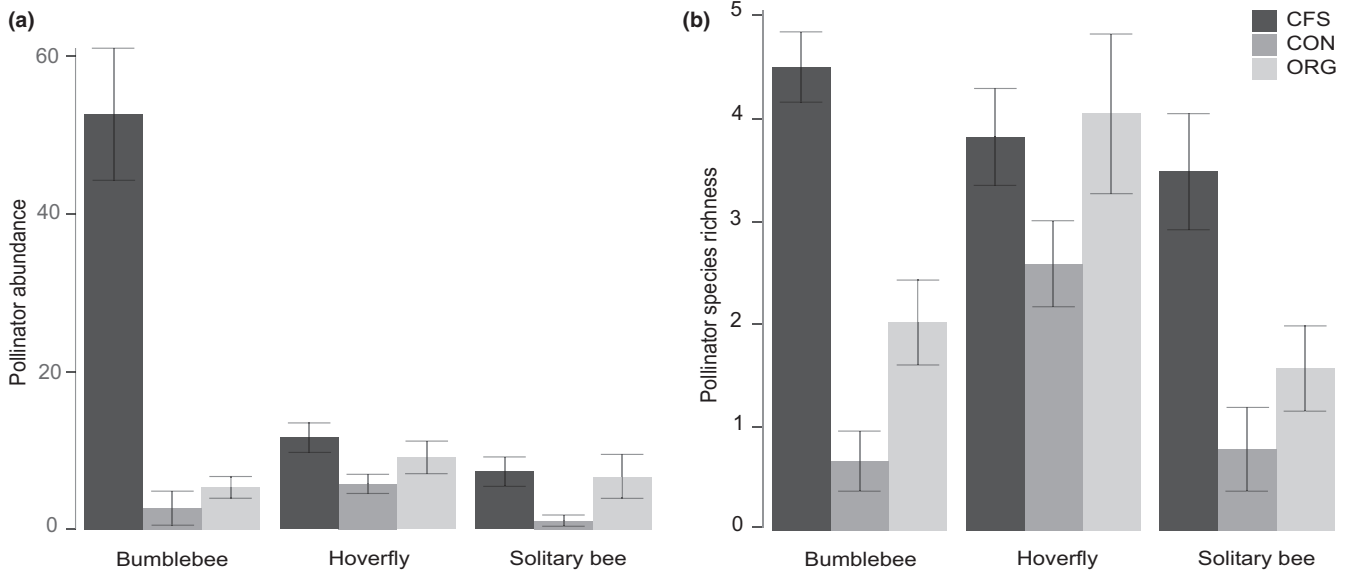 (a)
60
40
20
0
Pollinator abundance
Bumblebee Hoverfly Solitary bee
(b)
5
4
3
2
1
0
Pollinator species richness
Bumblebee Hoverfly Solitary bee
CFS
CON
ORG